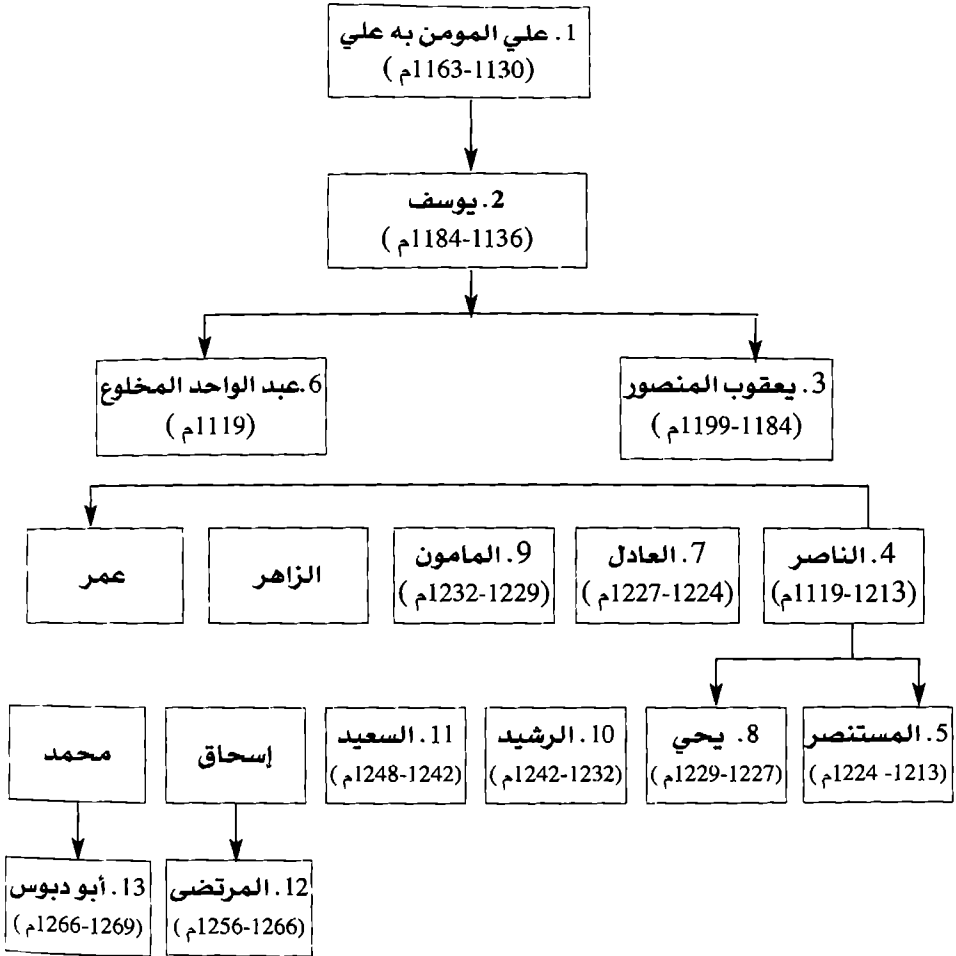 1. علي المومن به علي
(1130-1163م)
2. يوسف
(1136-1184م)
3. يعقوب المنصور
(1184-1199م)
6. عبد الواحد المخلوع
(1119م)
4. الناصر
(1119-1213م)
7. العادل
(1224-1227م)
9. المامون
(1229-1232م)
الزاهر
عمر
5. المستنصر
(1213- 1224م)
8. يحي
(1227-1229م)
10. الرشيد
(1232-1242م)
11. السعيد
(1242-1248م)
إسحاق
محمد
12. المرتضى
(1256-1266م)
13. أبو دبوس
(1266-1269م)